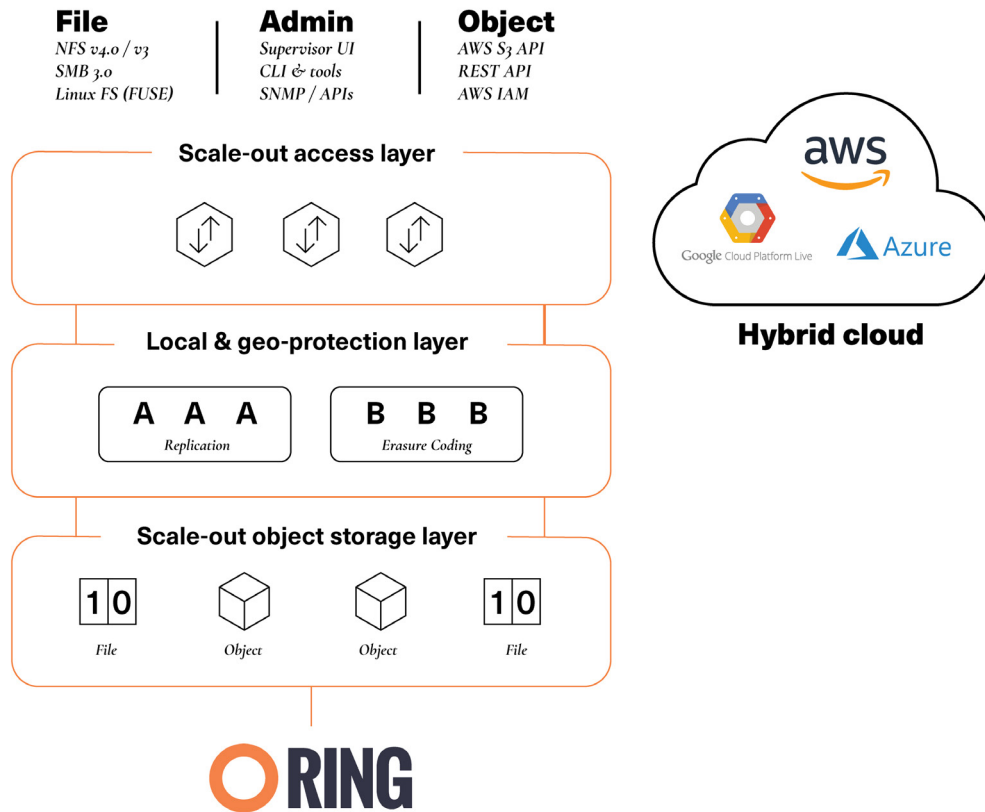 File
NFS v4.0 / v3
SMB 3.0
Linux FS (FUSE)
Admin
Supervisor UI
CLI & tools
SNMP / APIs
Object
AWS S3 API
REST API
AWS IAM
Scale-out access layer
aws
Google Cloud Platform Live
Azure
Hybrid cloud
Local & geo-protection layer
A A A
Replication
B B B
Erasure Coding
Scale-out object storage layer
10
File
Object
Object
10
File
RING